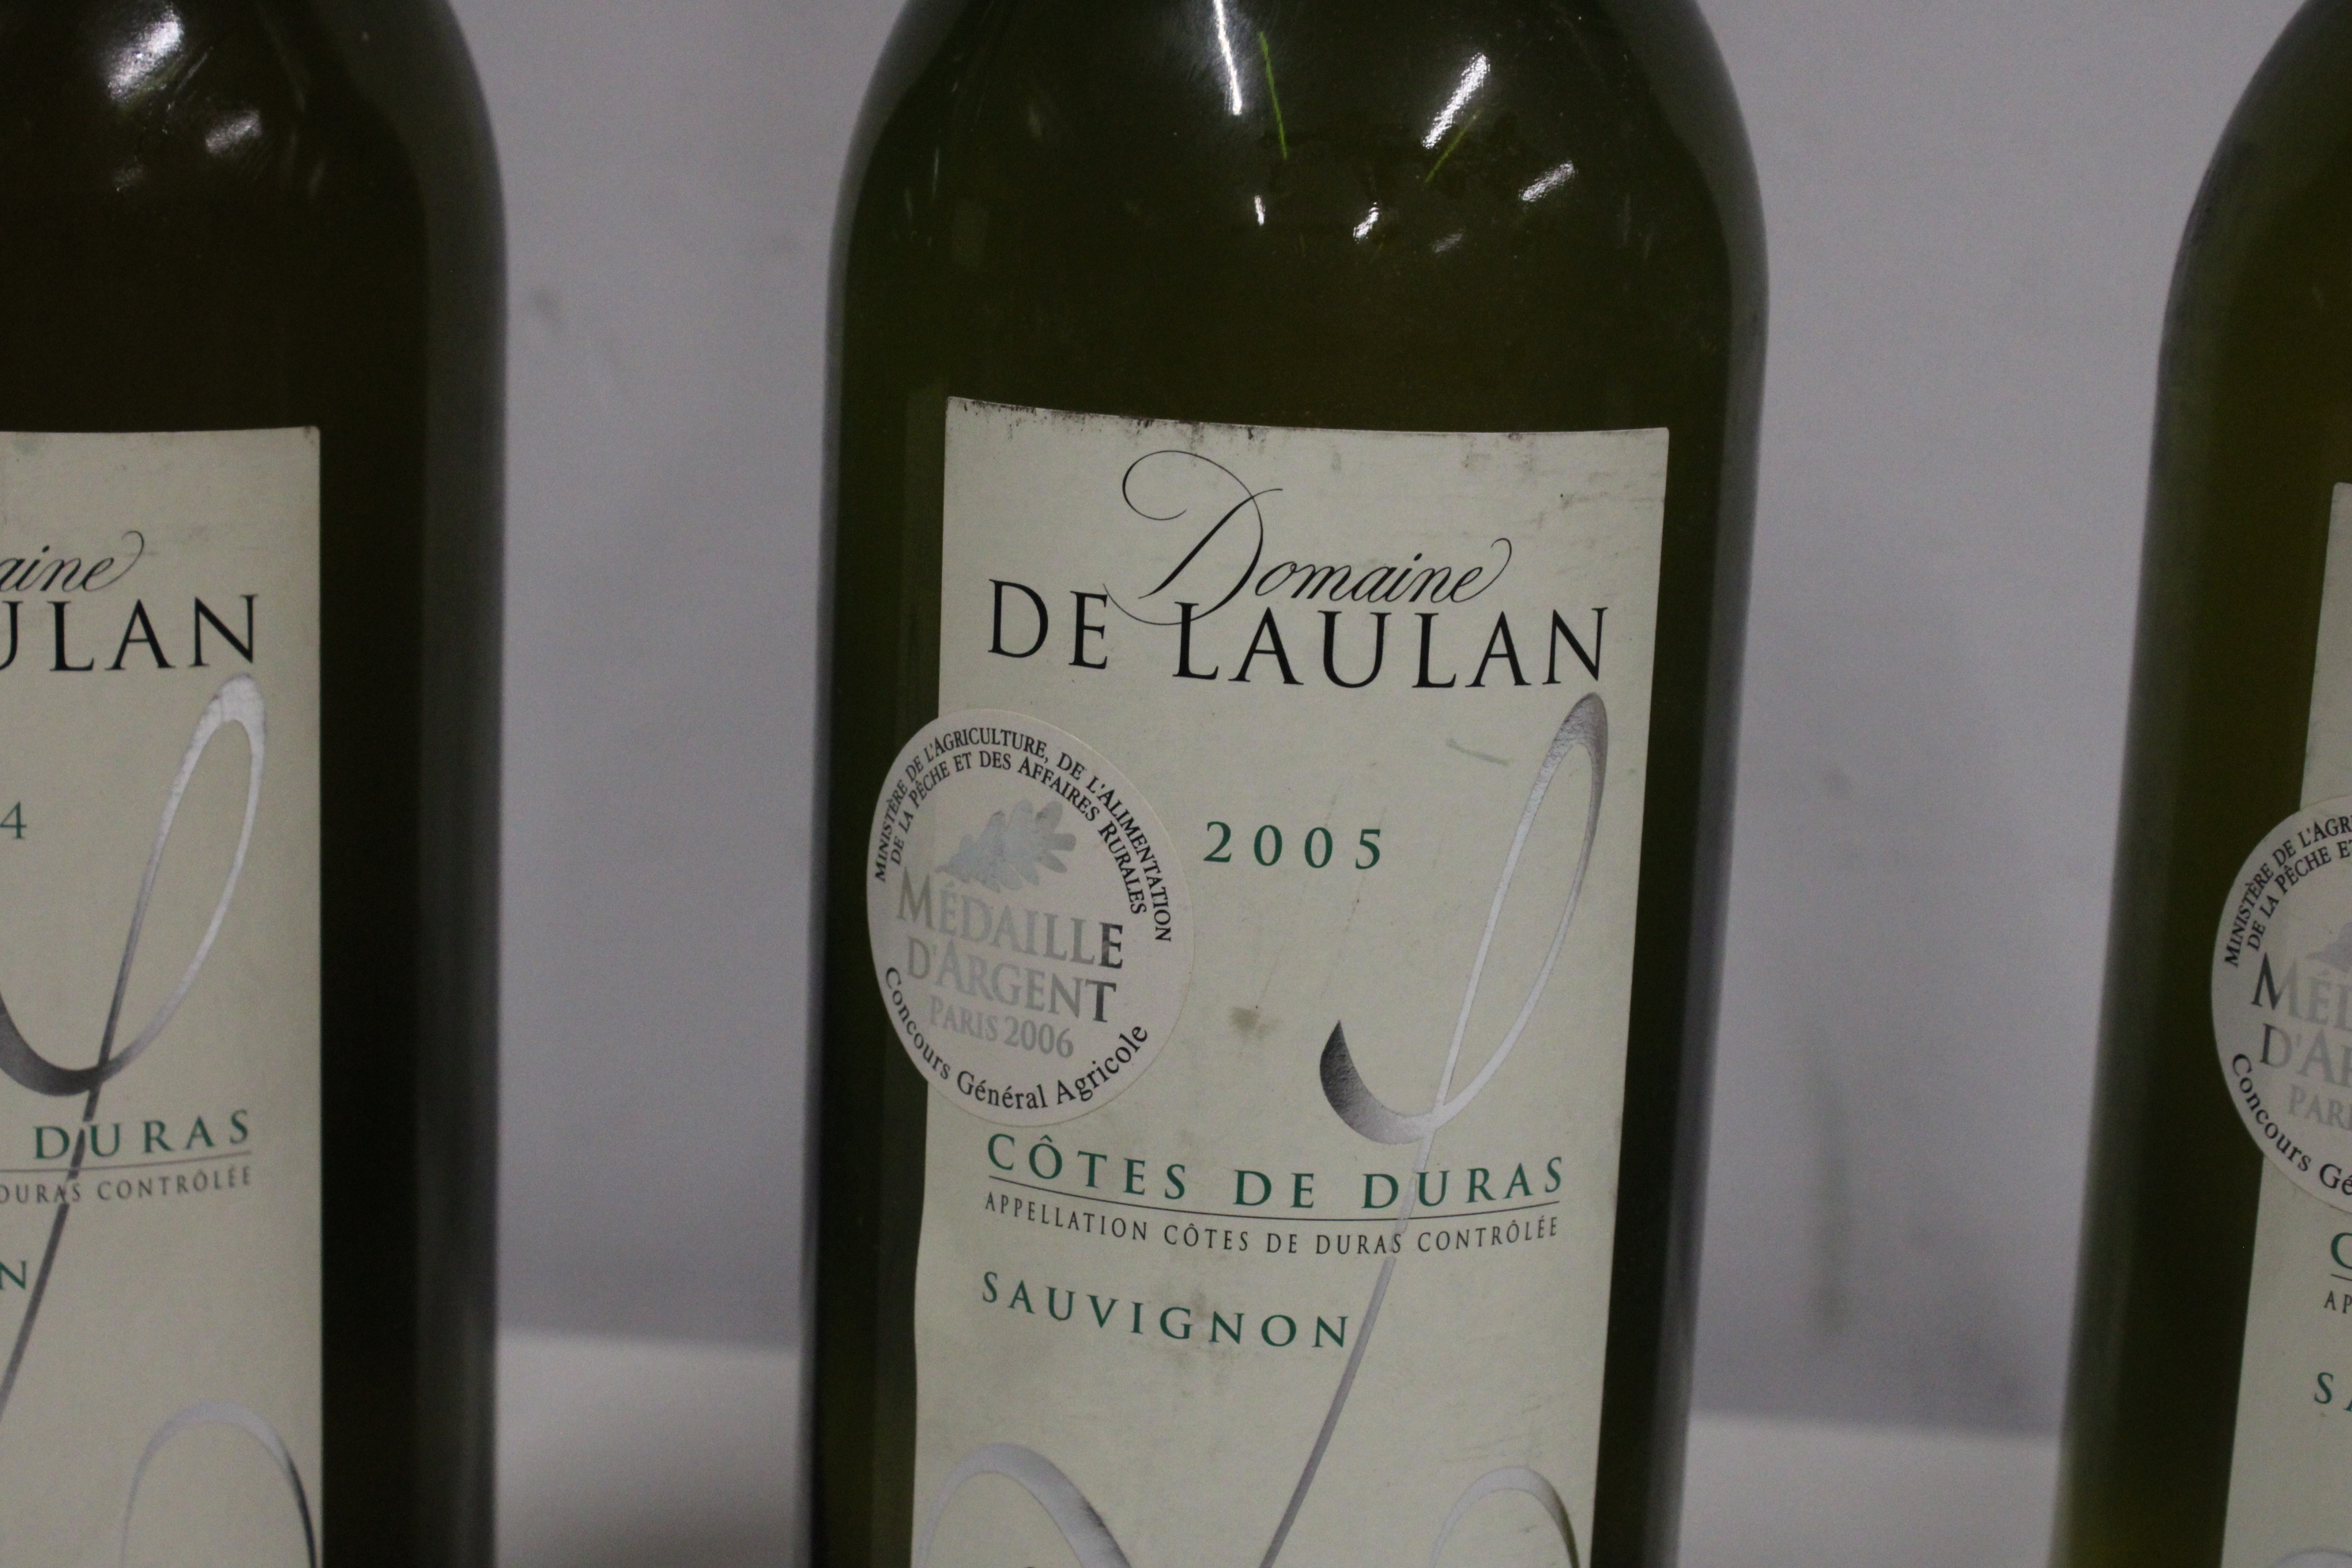 aine
ULAN
4
DURAS
DURAS CONTRÔLÉE
N
Domaine
DE LAULAN
MINISTÈRE DE L'AGRICULTURE, DE L'ALIMENTATION
DE LA PÊCHE ET DES AFFAIRES RURALES
MÉDAILLE
D'ARGENT
PARIS 2006
Concours Général Agricole
2005
CÔTES DE DURAS
APPELLATION CÔTES DE DURAS CONTRÔLÉE
SAUVIGNON
MINISTÈRE DE L'AGR
DE LA PÊCHE E
MÉD
D'AR
PARI
Concours Gé
C
AP
SA